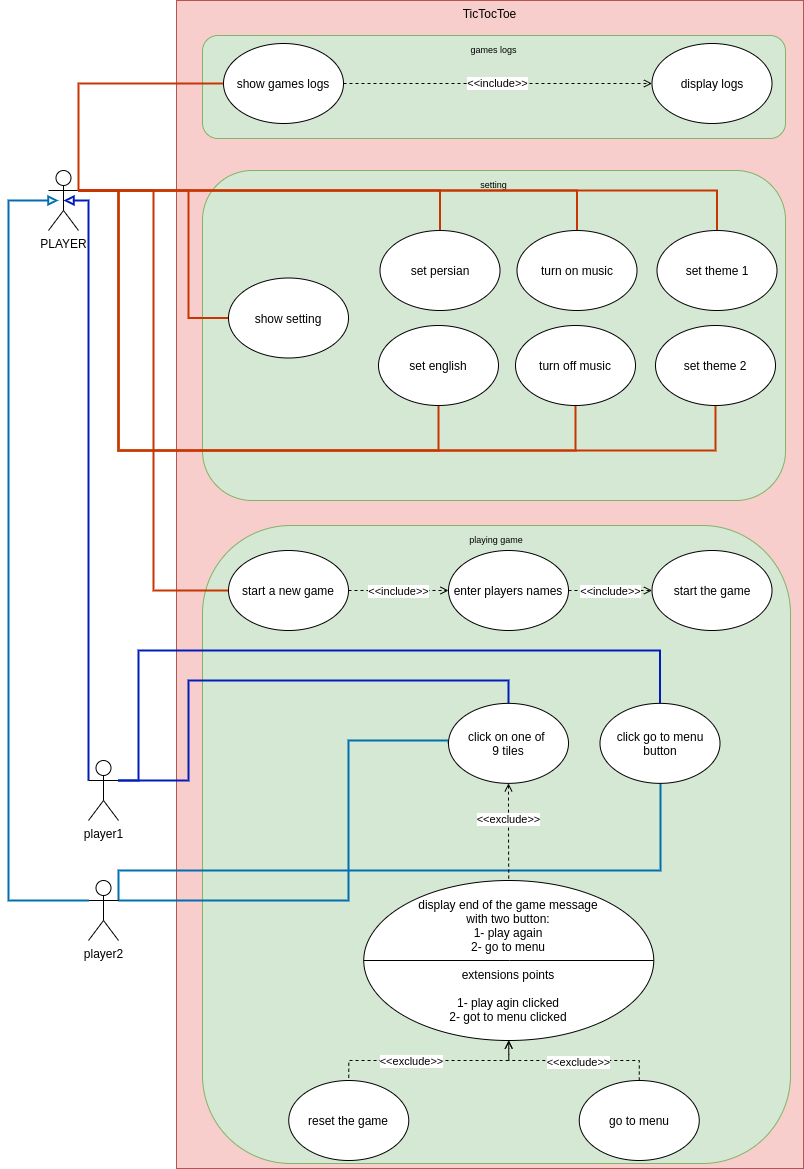 TicTocToe
games logs
show games logs
<<include>>
display logs
PLAYER
setting
set persian
turn on music
set theme 1
show setting
set english
turn off music
set theme 2
playing game
start a new game
<<include>>
enter players names
<<include>>
start the game
click on one of
9 tiles
click go to menu
button
player1
<<exclude>>
player2
display end of the game message
with two button:
1- play again
2- go to menu
extensions points
1- play agin clicked
2- got to menu clicked
<<exclude>>
<<exclude>>
reset the game
go to menu